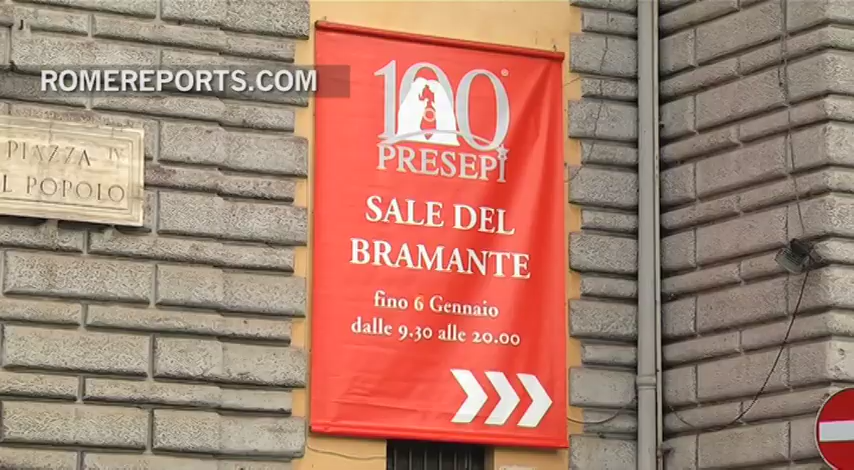 ROMEREPORTS.COM
PIAZZA
L POPOLO
100
PRESEPI
SALE DEL
BRAMANTE
fino 6 Gennaio
dalle 9.30 alle 20.00